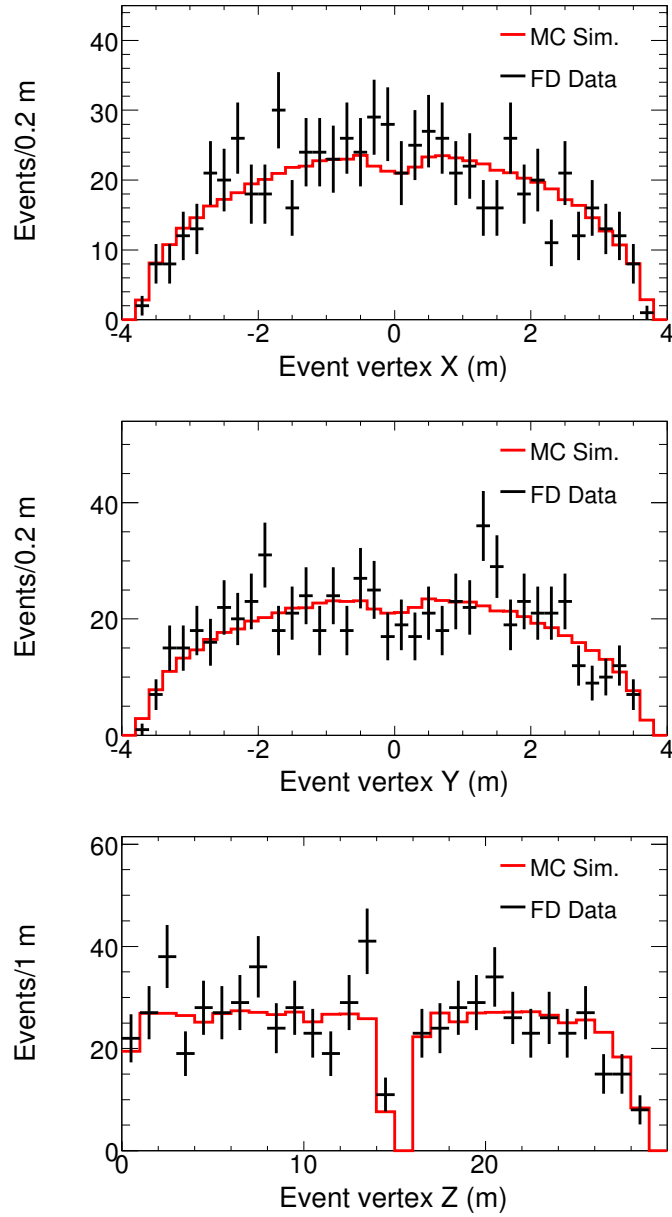 Events/0.2 m
40
30
20
10
0
MC Sim.
FD Data
-4
-2
0
2
4
Event vertex X (m)
Events/0.2 m
40
20
0
MC Sim.
FD Data
-4
-2
0
2
4
Event vertex Y (m)
Events/1 m
60
40
20
0
MC Sim.
FD Data
0
10
20
Event vertex Z (m)